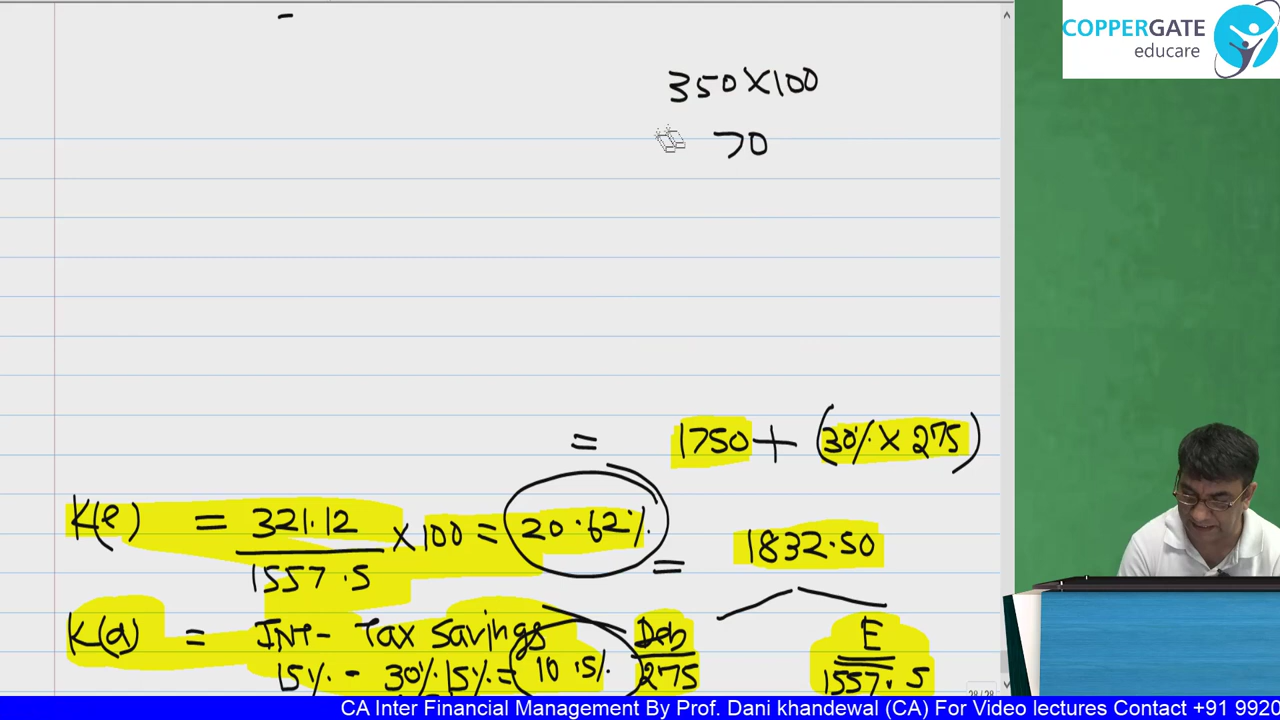 COPPERGATE
educare
350 X 100
70
= 1750 + (30% X 275)
K(e) = 321.12 X 100 = 20.62%
1557.5
= 1832.50
K(d) = INT - Tax Savings
15% - 30% 15% = 10.5%
Deb
275
E
1557.5
28/28
CA Inter Financial Management By Prof. Dani khandewal (CA) For Video lectures Contact +91 9920